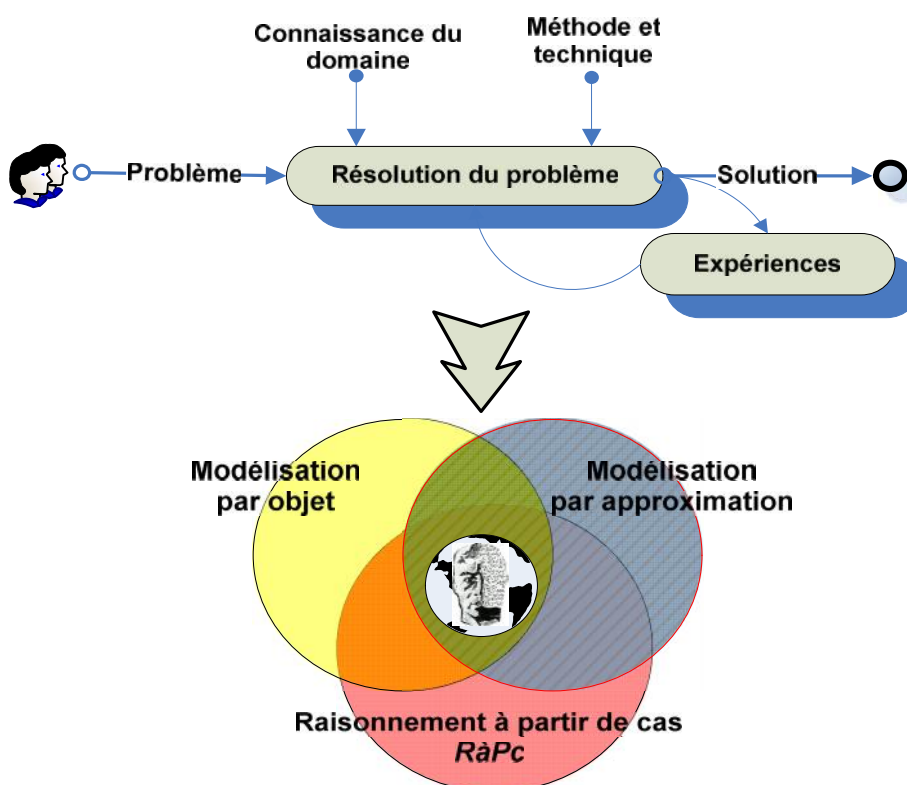 Connaissance du
domaine
Méthode et
technique
Problème
Résolution du problème
Solution
Expériences
Modélisation
par objet
Modélisation
par approximation
Raisonnement à partir de cas
RàPc